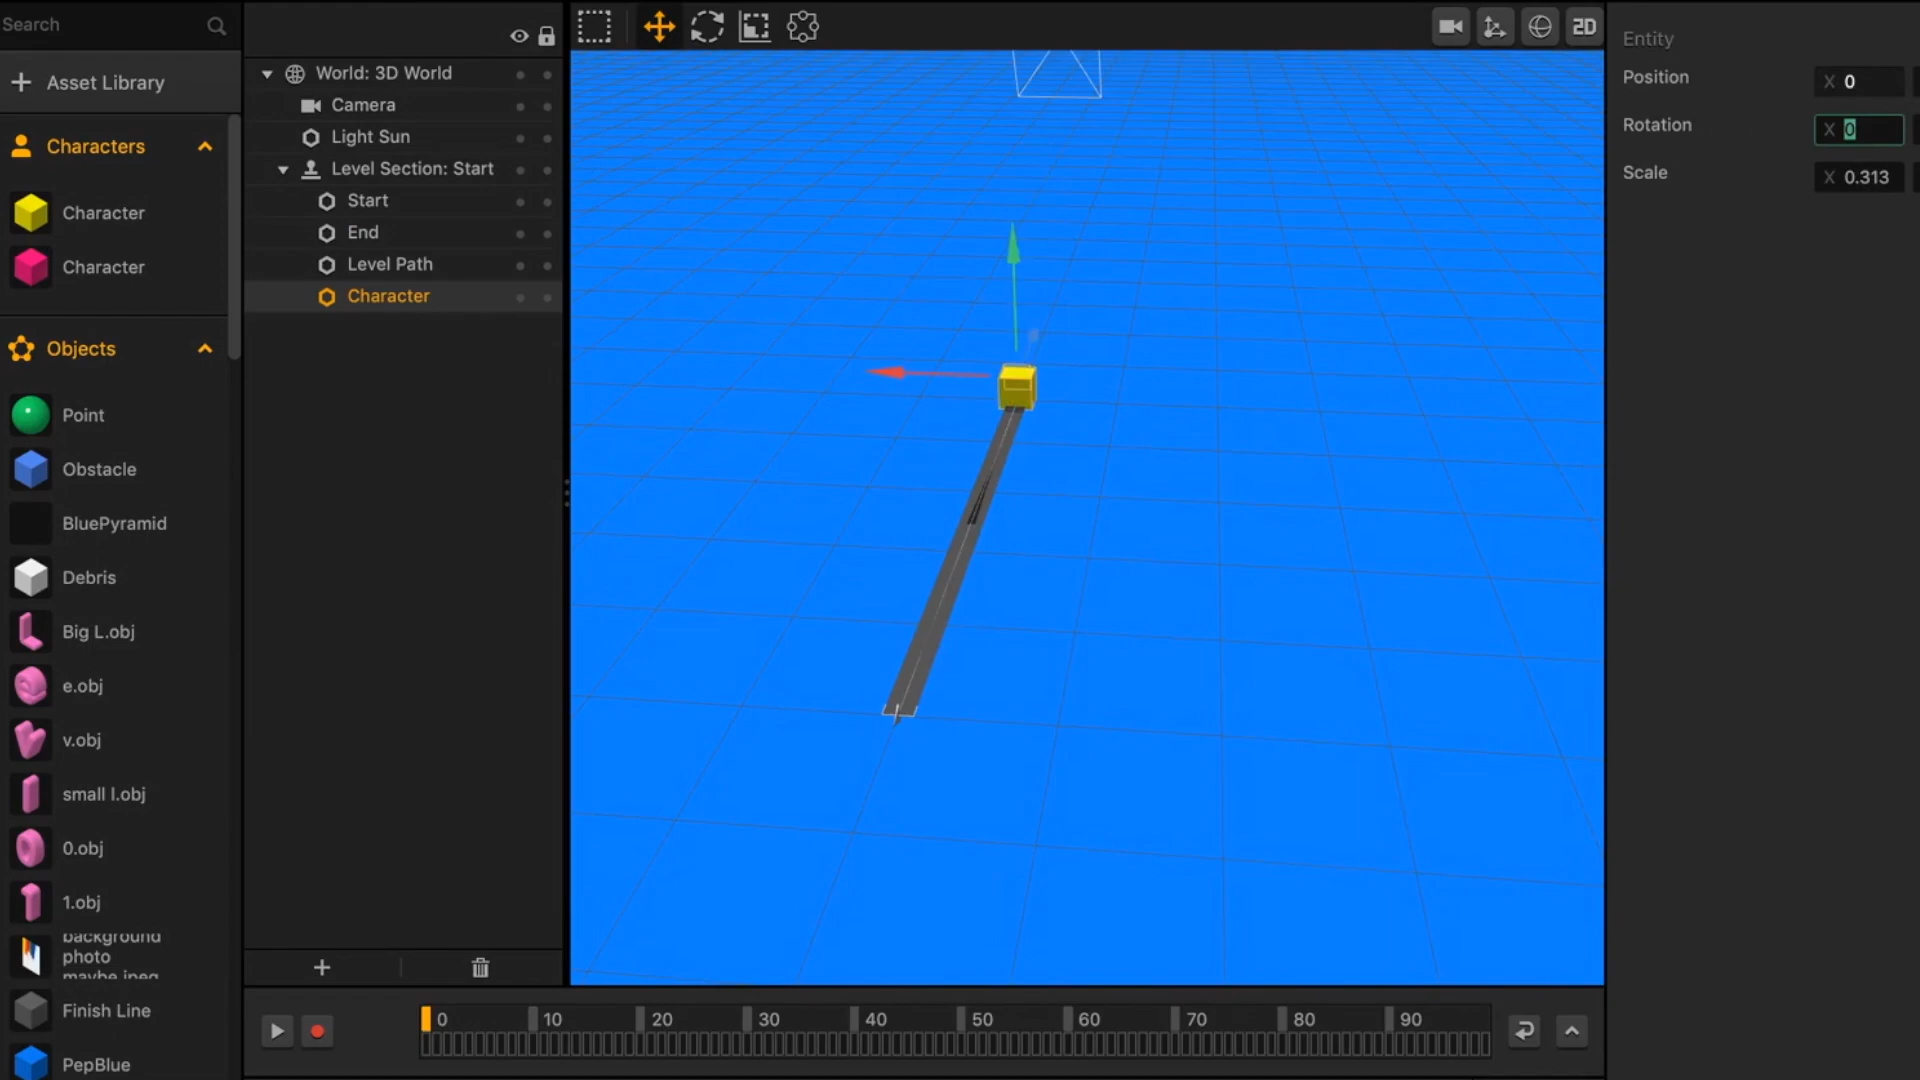 Search
Asset Library
Characters
Character
Character
Objects
Point
Obstacle
BluePyramid
Debris
Big L.obj
e.obj
v.obj
small l.obj
0.obj
1.obj
background
photo
maybe.jpeg
Finish Line
PepBlue
World: 3D World
Camera
Light Sun
Level Section: Start
Start
End
Level Path
Character
2D
Entity
Position X 0
Rotation X 0
Scale X 0.313
0 10 20 30 40 50 60 70 80 90